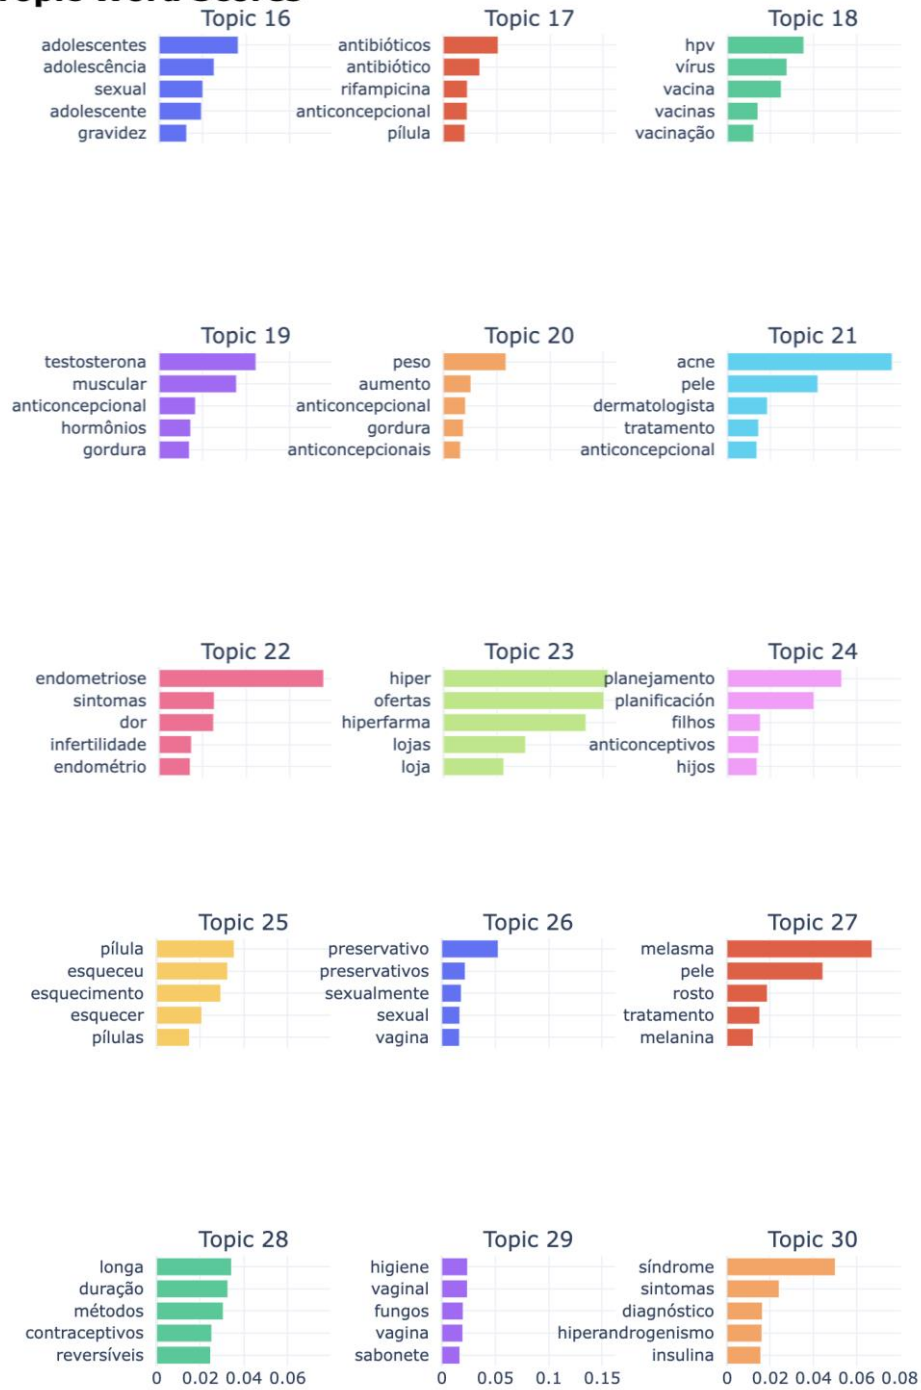 Topic Word Scores
Topic 16
adolescentes
adolescência
sexual
adolescente
gravidez
Topic 17
antibióticos
antibiótico
rifampicina
anticoncepcional
pílula
Topic 18
hpv
vírus
vacina
vacinas
vacinação
Topic 19
testosterona
muscular
anticoncepcional
hormônios
gordura
Topic 20
peso
aumento
anticoncepcional
gordura
anticoncepcionais
Topic 21
acne
pele
dermatologista
tratamento
anticoncepcional
Topic 22
endometriose
sintomas
dor
infertilidade
endométrio
Topic 23
hiper
ofertas
hiperfarma
lojas
loja
Topic 24
planejamento
planificación
filhos
anticonceptivos
hijos
Topic 25
pílula
esqueceu
esquecimento
esquecer
pílulas
Topic 26
preservativo
preservativos
sexualmente
sexual
vagina
Topic 27
melasma
pele
rosto
tratamento
melanina
Topic 28
longa
duração
métodos
contraceptivos
reversíveis
0 0.02 0.04 0.06
Topic 29
higiene
vaginal
fungos
vagina
sabonete
0 0.05 0.1 0.15
Topic 30
síndrome
sintomas
diagnóstico
hiperandrogenismo
insulina
0 0.02 0.04 0.06 0.08